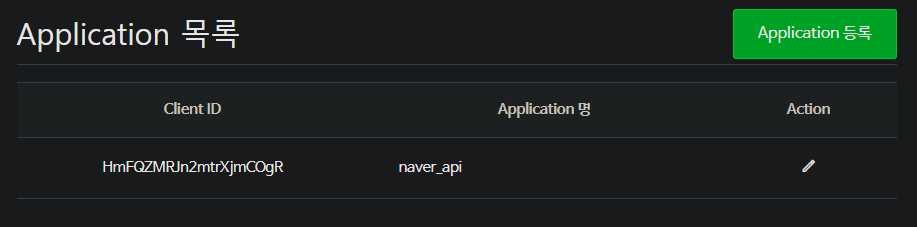 Application 목록
Application 등록
Client ID Application 명 Action
HmFQZMRJn2mtrXjmCOgR naver_api